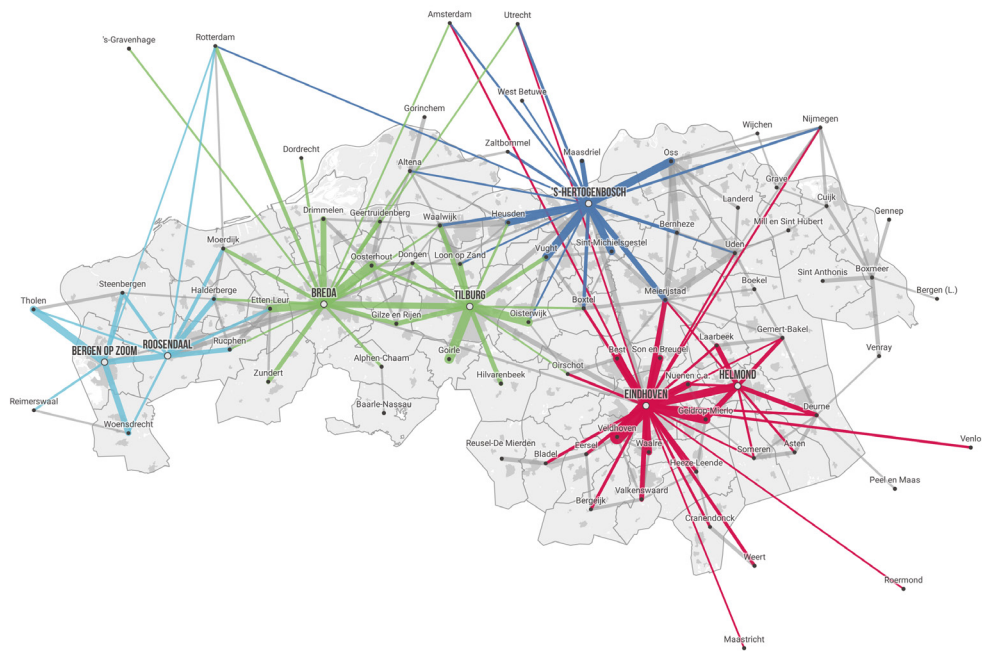 Amsterdam
Utrecht
's-Gravenhage
Rotterdam
West Betuwe
Gorinchem
Wijchen
Nijmegen
Dordrecht
Zaltbommel
Maasdriel
Oss
Altena
Grave
'S-HERTOGENBOSCH
Landerd
Cuijk
Drimmelen
Geertruidenberg
Waalwijk
Heusden
Bernheze
Mill en Sint Hubert
Gennep
Moerdijk
Oosterhout
Dongen
Loon op Zand
Vught
Sint Michielsgestel
Uden
Steenbergen
Halderberge
BREDA
TILBURG
Meierijstad
Boekel
Sint Anthonis
Boxmeer
Bergen (L.)
Tholen
Etten-Leur
Gilze en Rijen
Oisterwijk
Boxtel
Gemert-Bakel
BERGEN OP ZOOM
ROOSENDAAL
Rucphen
Goirle
Best
Son en Breugel
Laarbeek
Venray
Zundert
Alphen-Chaam
Hilvarenbeek
Oirschot
Nuenen c.a.
HELMOND
Reimerswaal
Baarle-Nassau
EINDHOVEN
Geldrop-Mierlo
Deurne
Woensdrecht
Veldhoven
Reusel-De Mierden
Eersel
Waalre
Asten
Venlo
Bladel
Heeze-Leende
Someren
Peel en Maas
Bergeijk
Valkenswaard
Cranendonck
Weert
Roermond
Maastricht